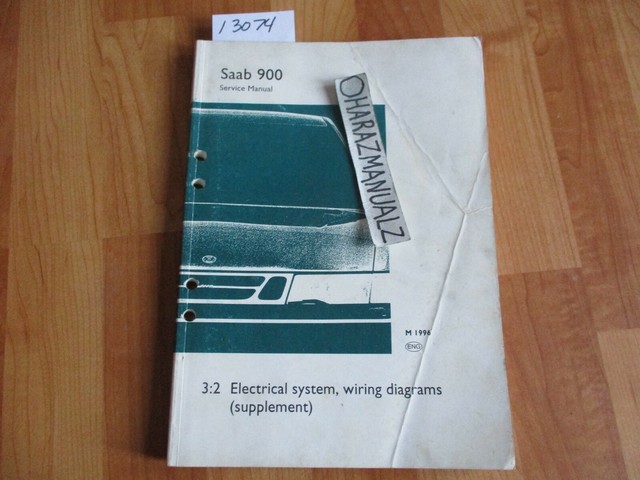 13074
Saab 900
Service Manual
OHARAZMANUALZ
M 1996
ENG
3:2 Electrical system, wiring diagrams
(supplement)